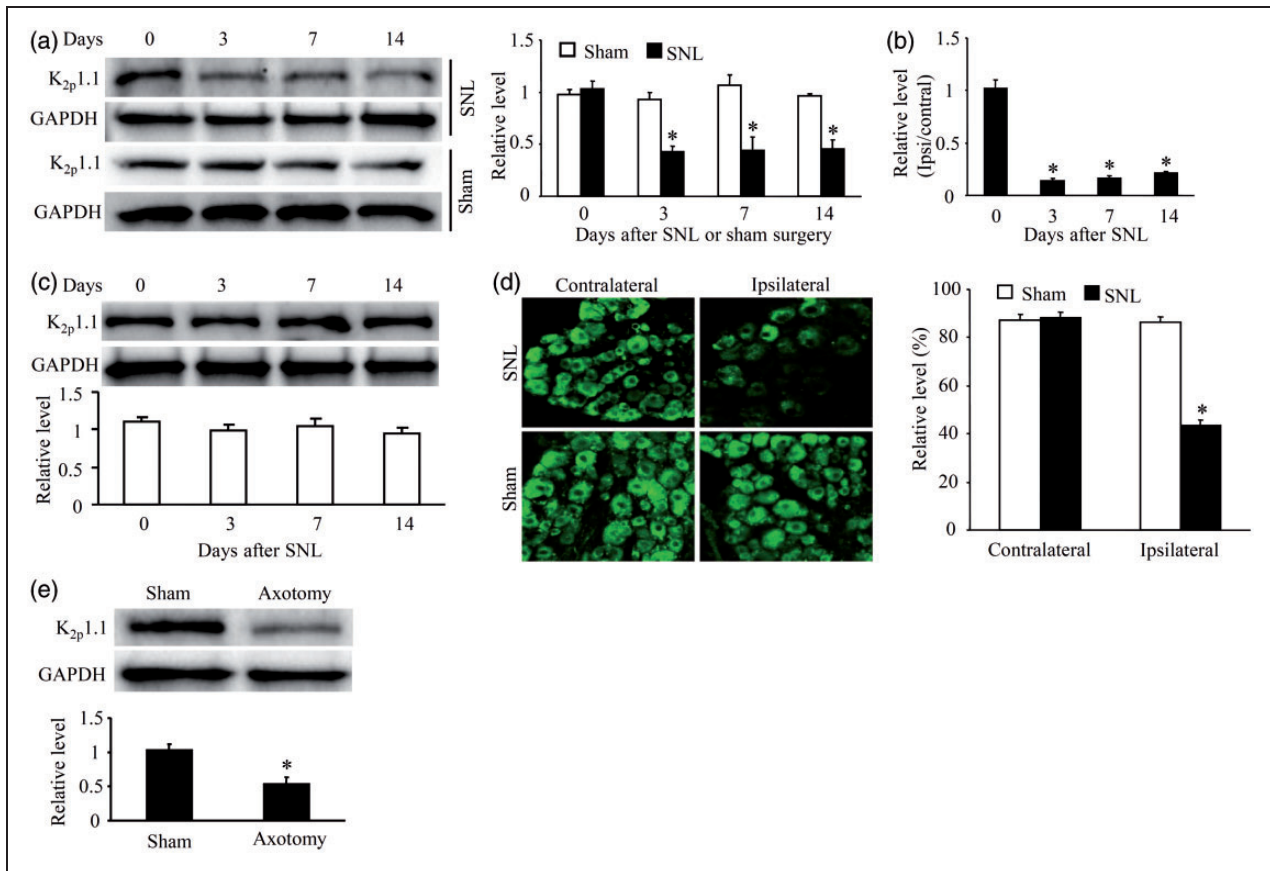 (a) Days 0 3 7 14
K2p1.1
GAPDH
SNL
K2p1.1
GAPDH
Sham
1.5
1
0.5
0
Relative level
Sham SNL
* * *
0 3 7 14
Days after SNL or sham surgery
(b)
1.5
1
0.5
0
Relative level
(Ipsi/contral)
* * *
0 3 7 14
Days after SNL
(c) Days 0 3 7 14
K2p1.1
GAPDH
1.5
1
0.5
0
Relative level
0 3 7 14
Days after SNL
(d) Contralateral Ipsilateral
SNL
Sham
100
80
60
40
20
0
Relative level (%)
Sham SNL
*
Contralateral Ipsilateral
(e) Sham Axotomy
K2p1.1
GAPDH
1.5
1
0.5
0
Relative level
*
Sham Axotomy